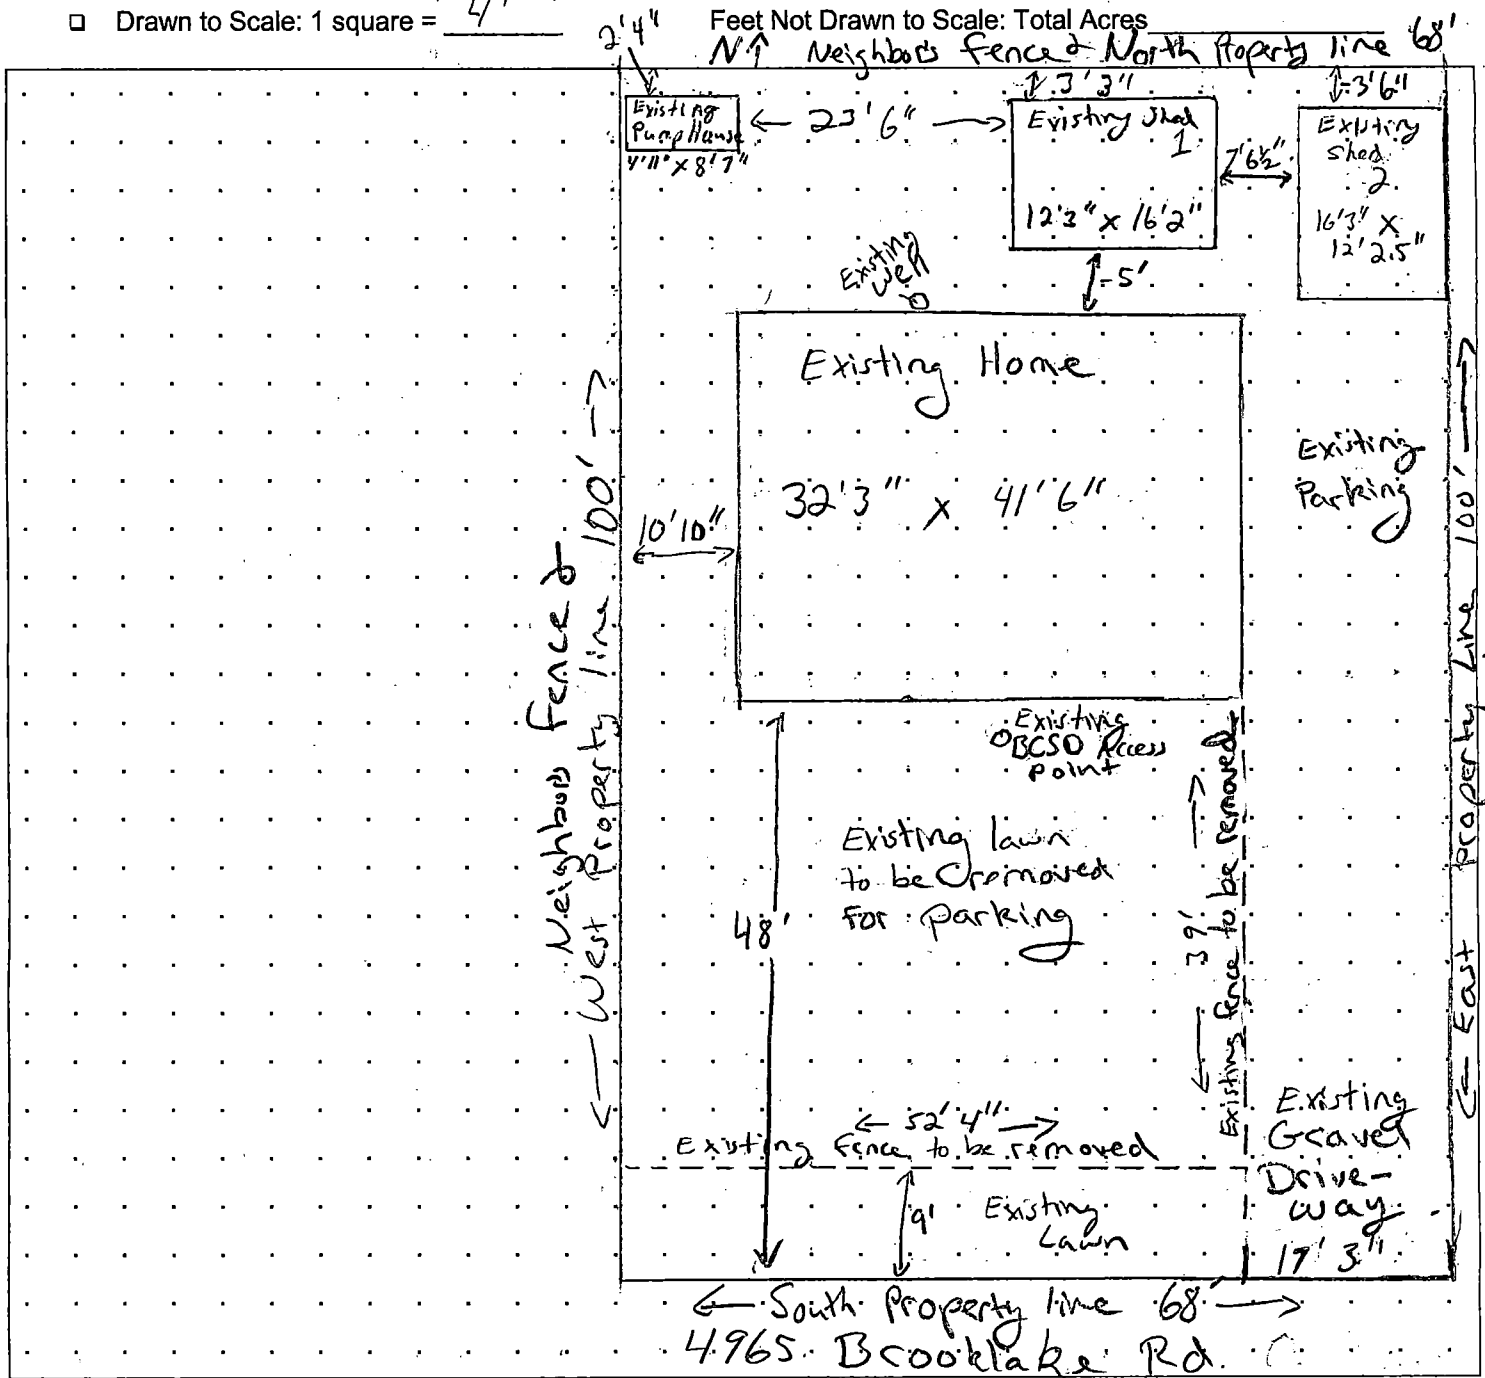 ☐ Drawn to Scale: 1 square = 4' Feet Not Drawn to Scale: Total Acres
2'4" N↑ Neighbors fence & North Property line 68'
Existing
Pump House
4'11" x 8'7"
← 23'6" →
3'3"
Existing shed
1
12'3" x 16'2"
7'6½"
3'6"
Existing
shed
2
16'3" x
12'2.5"
Existing
Well
5'
Existing Home
32'3" x 41'6"
10'10"
Existing
Parking
Neighbors fence &
← West Property line 100' →
← East Property Line 100' →
Existing
BCSD Access
point
Existing lawn
to be removed
for parking
48'
← 39' →
Existing fence to be removed
← 52'4" →
Existing fence to be removed
9'
Existing
Lawn
Existing
Gravel
Drive-
way
17'3"
← South Property line 68' →
4965 Brooklake Rd.